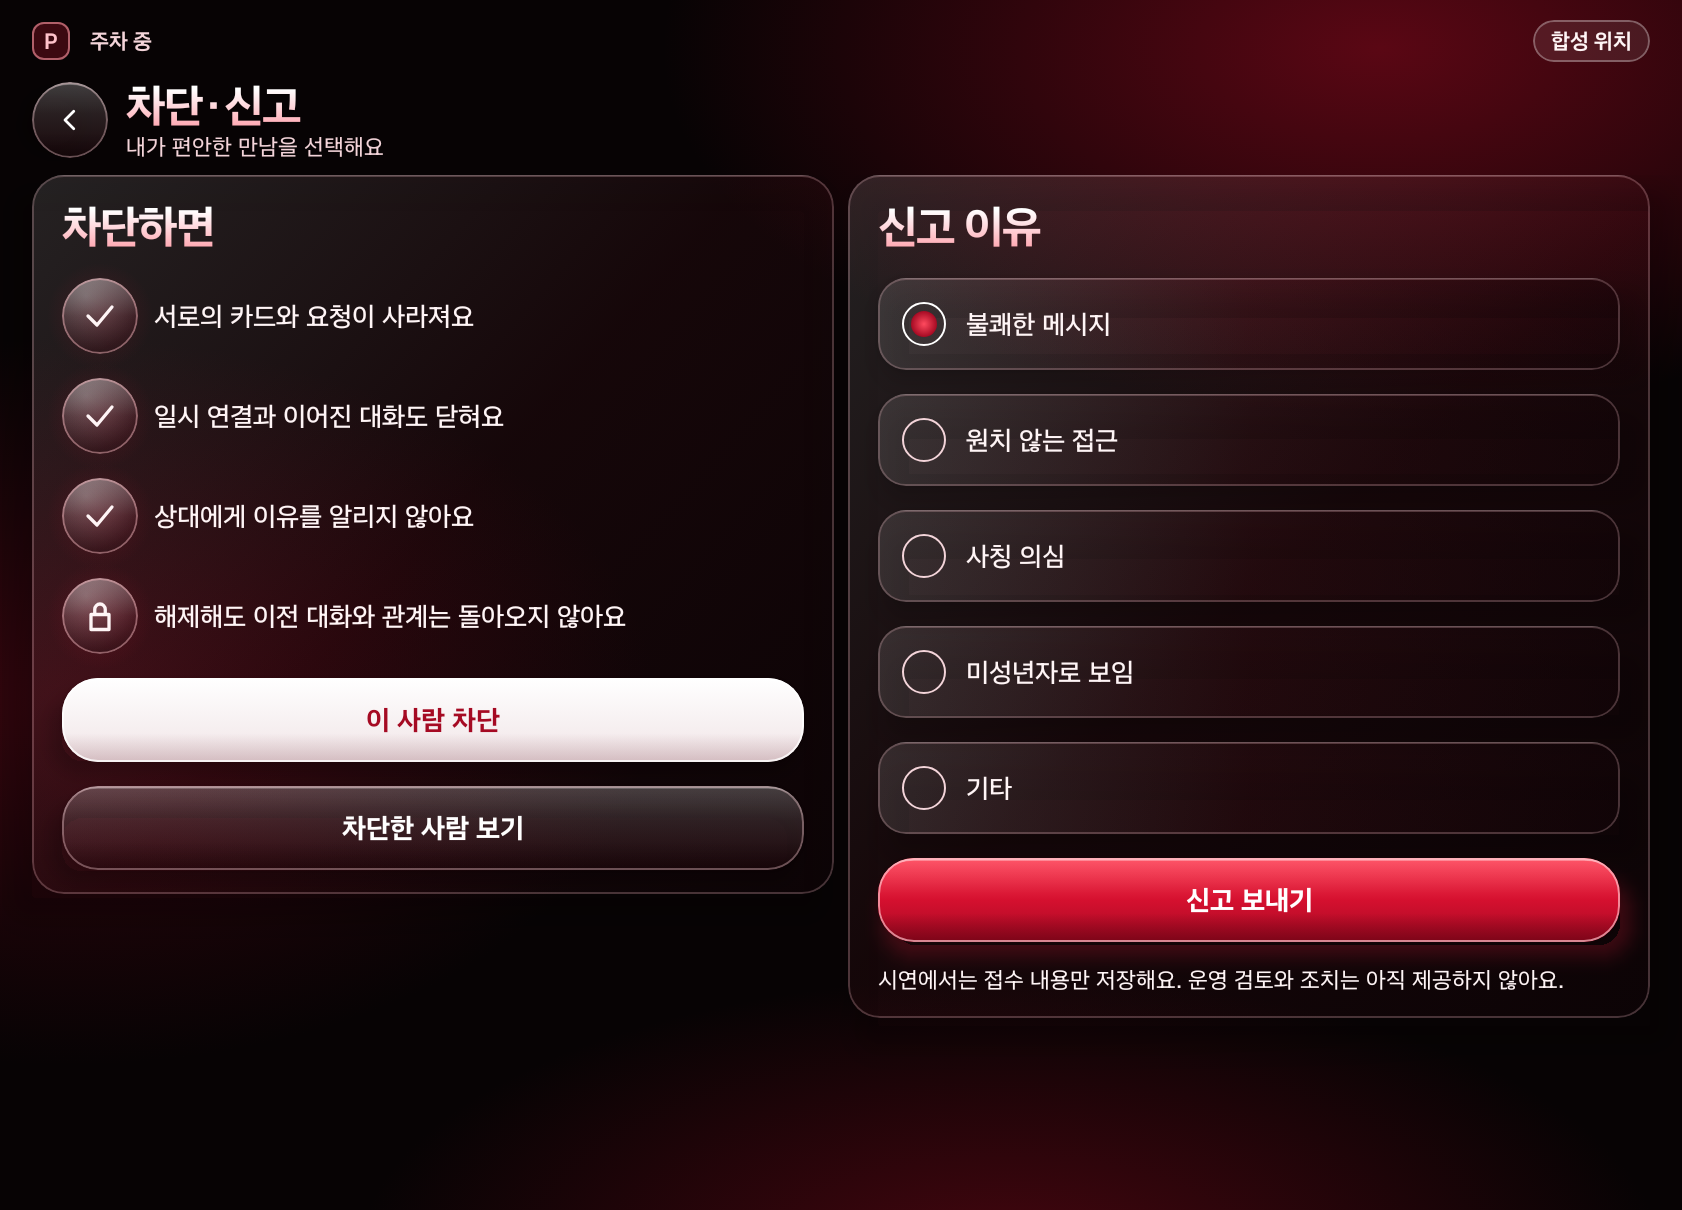 P 주차 중
합성 위치
차단·신고
내가 편안한 만남을 선택해요
차단하면
서로의 카드와 요청이 사라져요
일시 연결과 이어진 대화도 닫혀요
상대에게 이유를 알리지 않아요
해제해도 이전 대화와 관계는 돌아오지 않아요
이 사람 차단
차단한 사람 보기
신고 이유
불쾌한 메시지
원치 않는 접근
사칭 의심
미성년자로 보임
기타
신고 보내기
시연에서는 접수 내용만 저장해요. 운영 검토와 조치는 아직 제공하지 않아요.